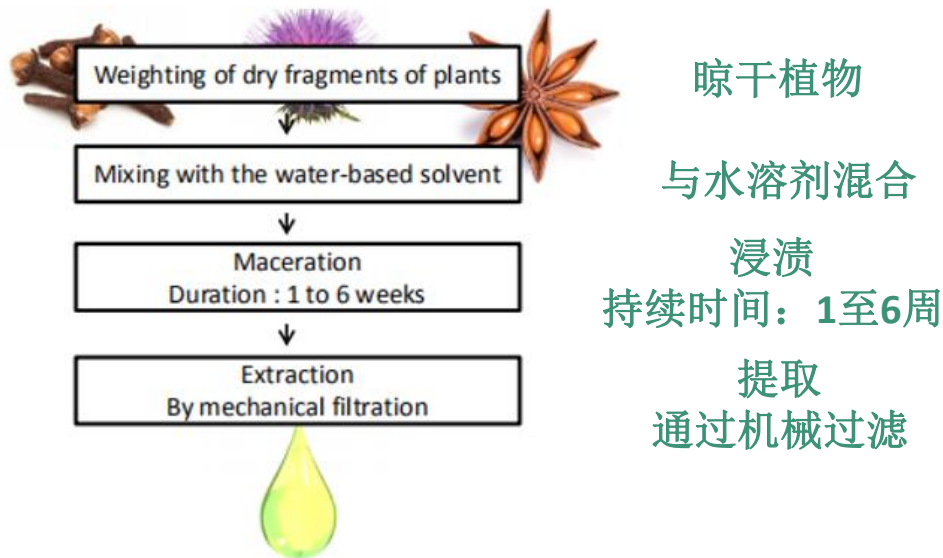 Weighting of dry fragments of plants
晾干植物
Mixing with the water-based solvent
与水溶剂混合
Maceration
Duration : 1 to 6 weeks
浸渍
持续时间：1至6周
Extraction
By mechanical filtration
提取
通过机械过滤